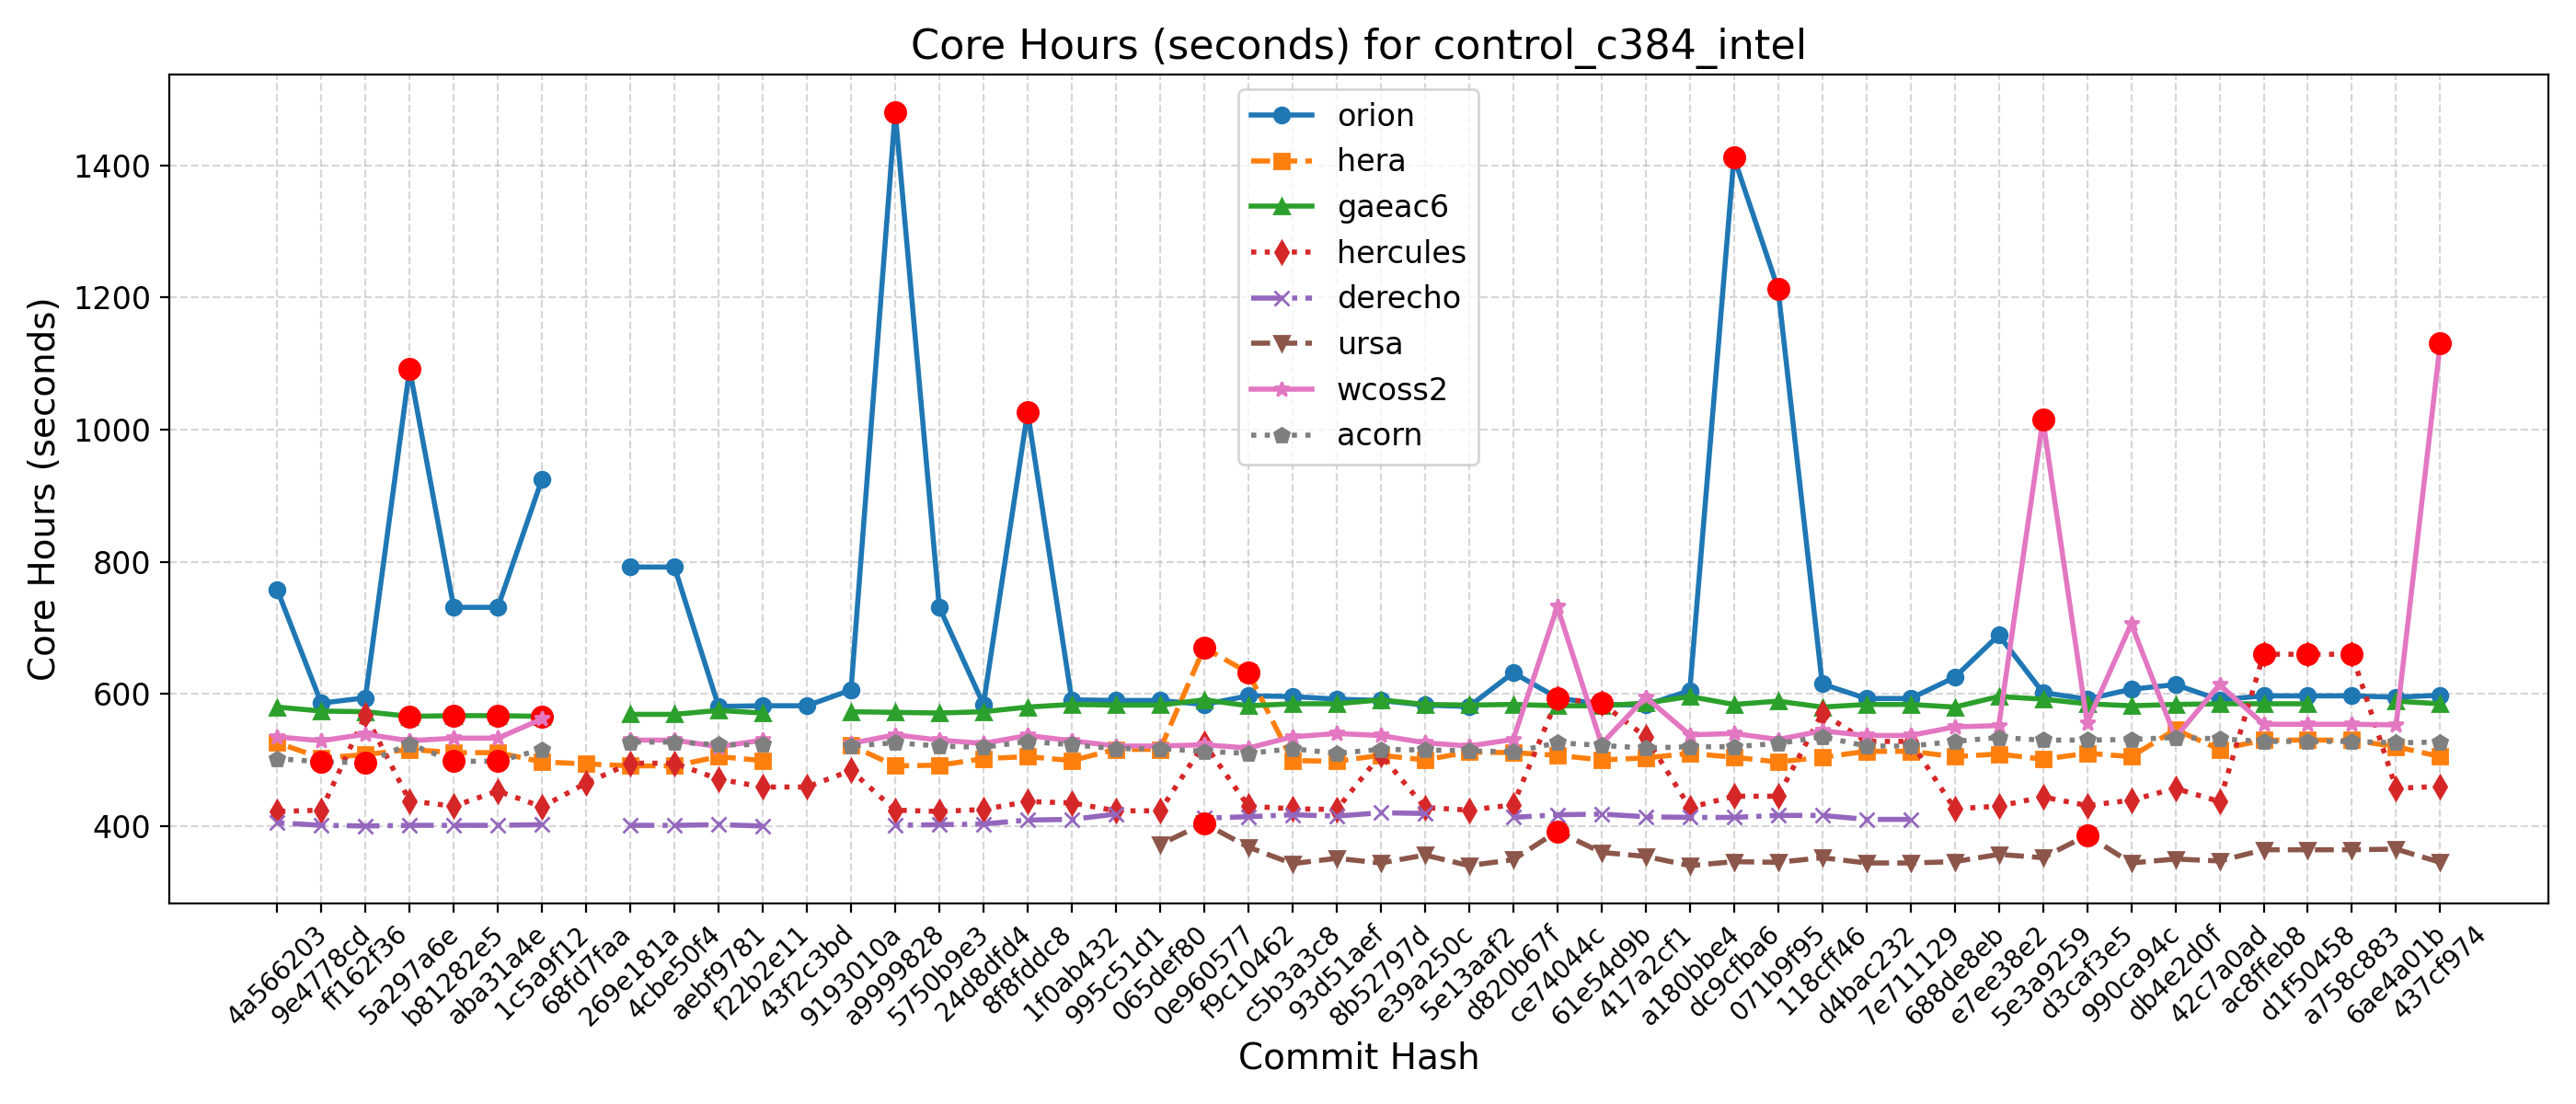 Core Hours (seconds) for control_c384_intel
Core Hours (seconds)
1400
1200
1000
800
600
400
orion
hera
gaeac6
hercules
derecho
ursa
wcoss2
acorn
4a566203
9e4778cd
ff162f36
5a297a6e
b81282e5
aba31a4e
1c5a9f12
68fd7faa
269e181a
4cbe50f4
aebf9781
f22b2e11
43f2c3bd
9193010a
a9999828
5750b9e3
24d8dfd4
8f8fddc8
1f0ab432
995c51d1
065def80
0e960577
f9c10462
c5b3a3c8
93d51aef
8b52797d
e39a250c
5e13aaf2
d820b67f
ce74044c
61e54d9b
417a2cf1
a180bbe4
dc9cfba6
071b9f95
118cff46
d4bac232
7e711129
688de8eb
e7ee38e2
5e3a9259
d3caf3e5
990ca94c
db4e2d0f
42c7a0ad
ac8ffeb8
d1f50458
a758c883
6ae4a01b
437cf974
Commit Hash